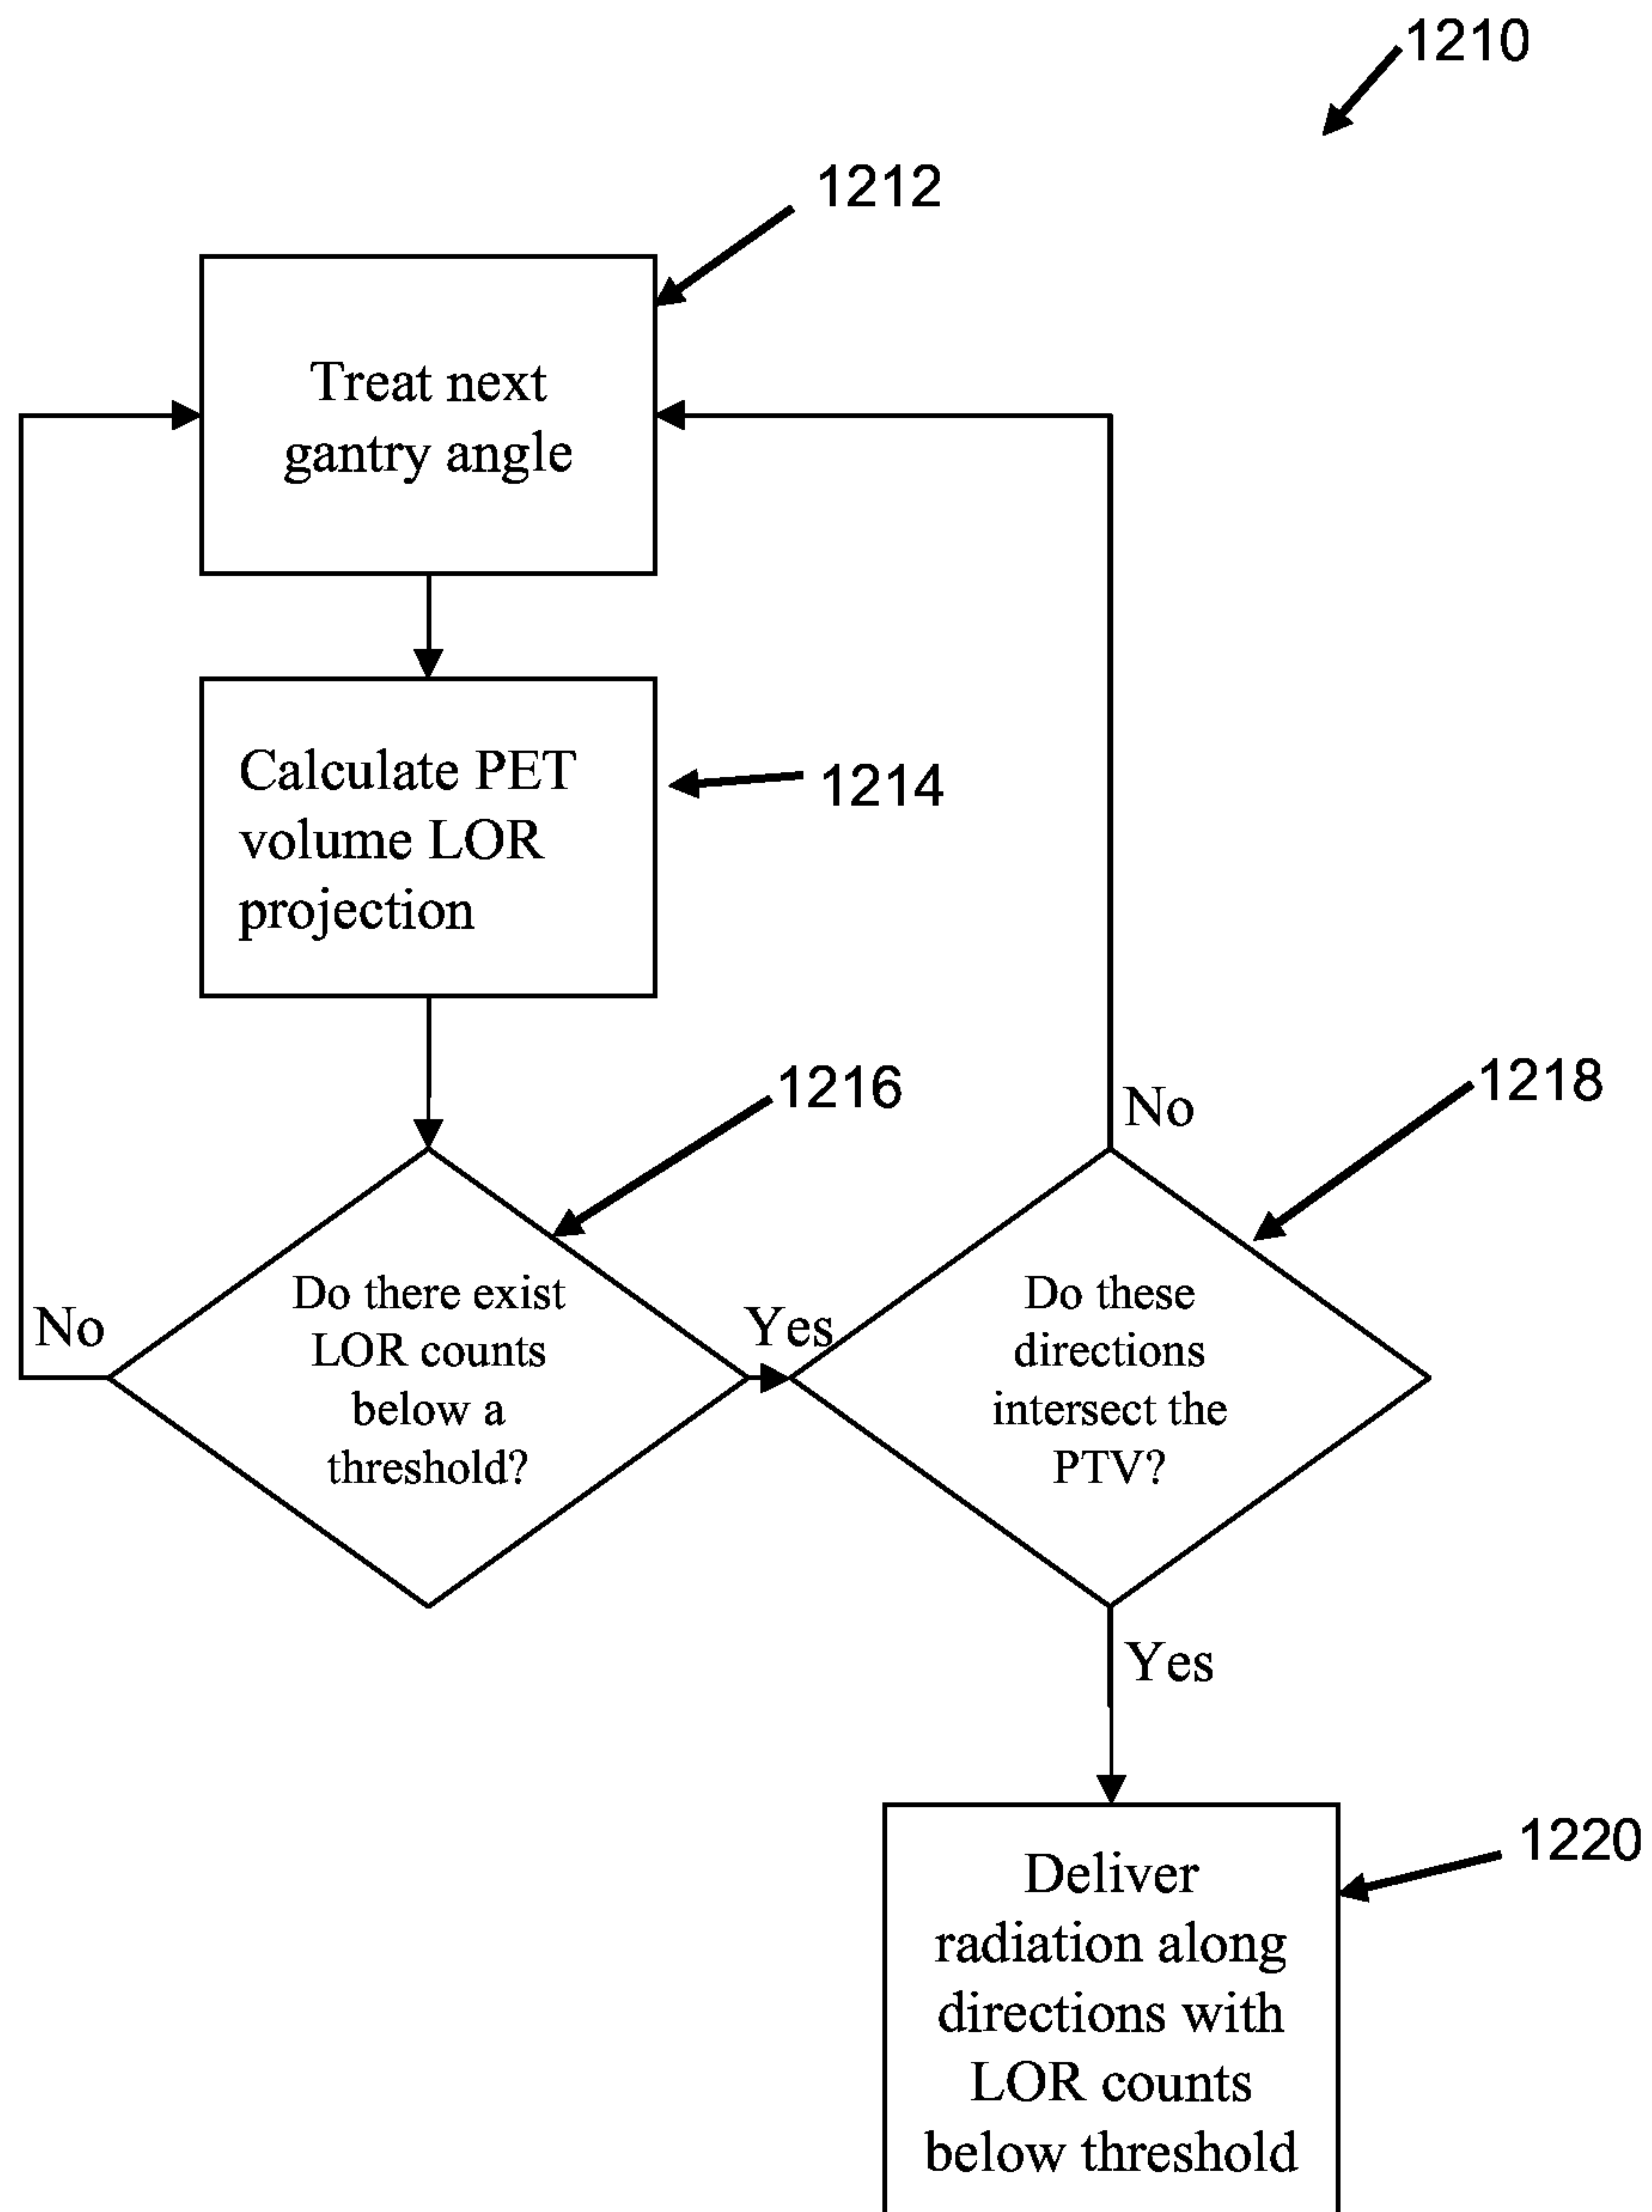 1210
1212
Treat next
gantry angle
Calculate PET
volume LOR
projection
1214
1216
1218
No
No
Do there exist
LOR counts
below a
threshold?
Yes
Do these
directions
intersect the
PTV?
Yes
1220
Deliver
radiation along
directions with
LOR counts
below threshold